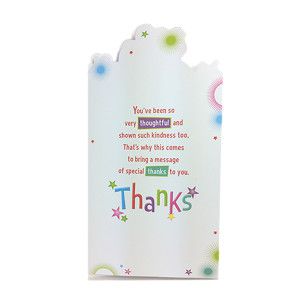 You've been so
very thoughtful and
shown such kindness too,
That's why this comes
to bring a message
of special thanks to you.
Thanks